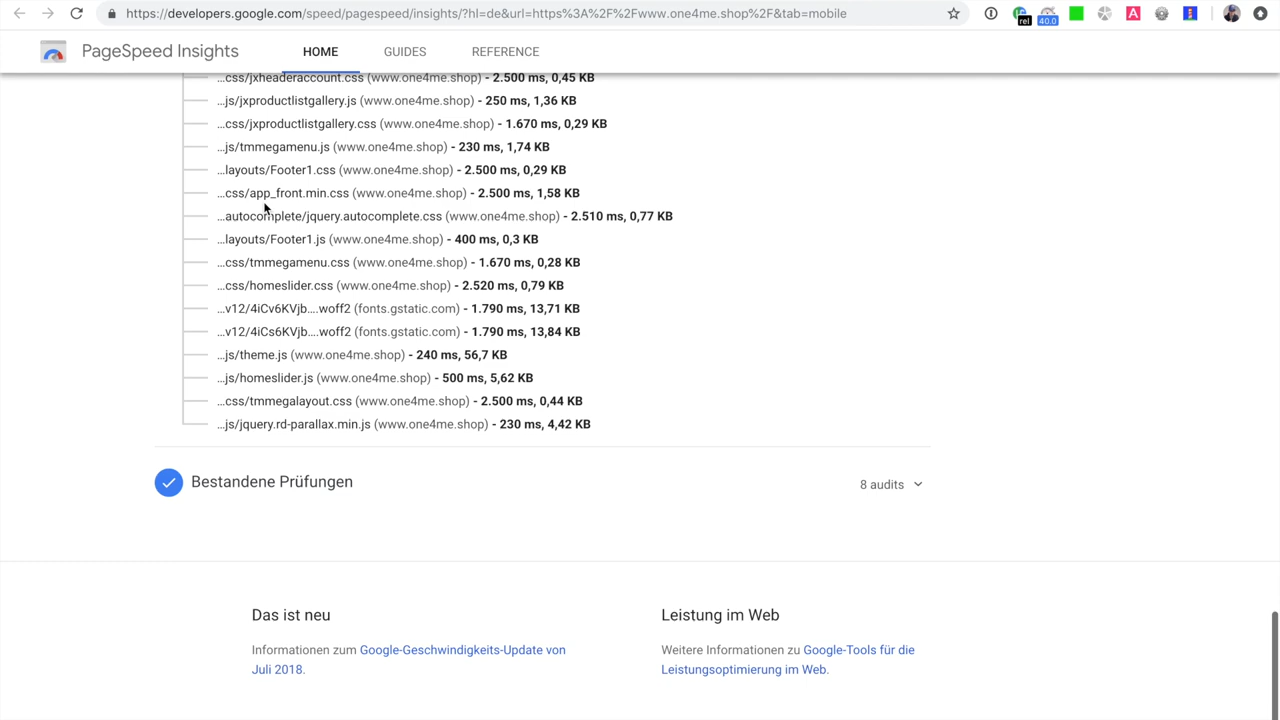 https://developers.google.com/speed/pagespeed/insights/?hl=de&url=https%3A%2F%2Fwww.one4me.shop%2F&tab=mobile
rel
40.0
A
PageSpeed Insights
HOME
GUIDES
REFERENCE
...css/jxheaderaccount.css (www.one4me.shop) - 2.500 ms, 0,45 KB
...js/jxproductlistgallery.js (www.one4me.shop) - 250 ms, 1,36 KB
...css/jxproductlistgallery.css (www.one4me.shop) - 1.670 ms, 0,29 KB
...js/tmmegamenu.js (www.one4me.shop) - 230 ms, 1,74 KB
...layouts/Footer1.css (www.one4me.shop) - 2.500 ms, 0,29 KB
...css/app_front.min.css (www.one4me.shop) - 2.500 ms, 1,58 KB
...autocomplete/jquery.autocomplete.css (www.one4me.shop) - 2.510 ms, 0,77 KB
...layouts/Footer1.js (www.one4me.shop) - 400 ms, 0,3 KB
...css/tmmegamenu.css (www.one4me.shop) - 1.670 ms, 0,28 KB
...css/homeslider.css (www.one4me.shop) - 2.520 ms, 0,79 KB
...v12/4iCv6KVjb....woff2 (fonts.gstatic.com) - 1.790 ms, 13,71 KB
...v12/4iCs6KVjb....woff2 (fonts.gstatic.com) - 1.790 ms, 13,84 KB
...js/theme.js (www.one4me.shop) - 240 ms, 56,7 KB
...js/homeslider.js (www.one4me.shop) - 500 ms, 5,62 KB
...css/tmmegalayout.css (www.one4me.shop) - 2.500 ms, 0,44 KB
...js/jquery.rd-parallax.min.js (www.one4me.shop) - 230 ms, 4,42 KB
Bestandene Prüfungen
8 audits
Das ist neu
Informationen zum Google-Geschwindigkeits-Update von
Juli 2018.
Leistung im Web
Weitere Informationen zu Google-Tools für die
Leistungsoptimierung im Web.